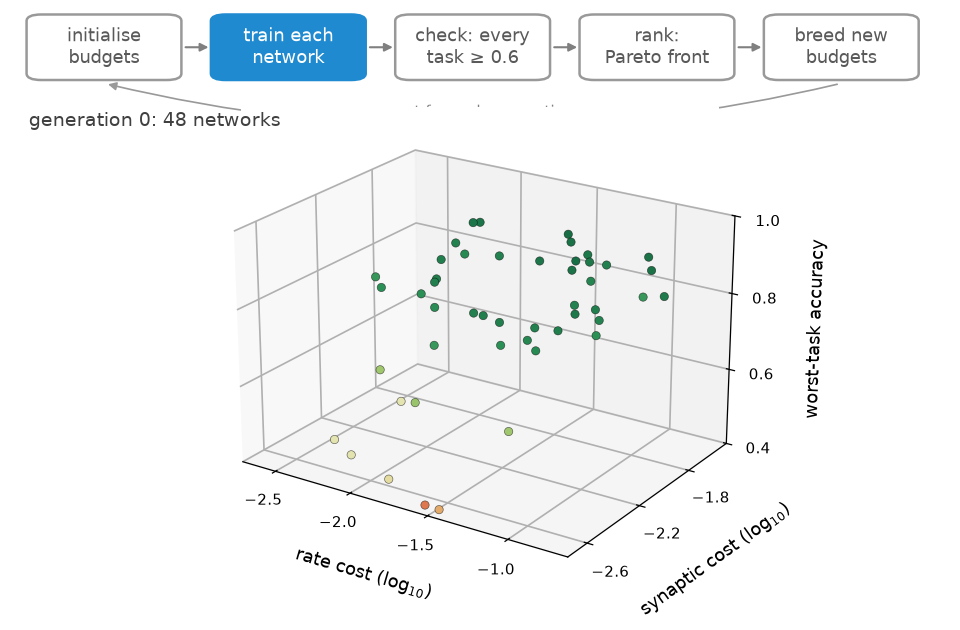 initialise
budgets
train each
network
check: every
task ≥ 0.6
rank:
Pareto front
breed new
budgets
generation 0: 48 networks
1.0
0.8
0.6
0.4
worst-task accuracy
−2.5
−2.0
−1.5
−1.0
rate cost (log₁₀)
−1.8
−2.2
−2.6
synaptic cost (log₁₀)